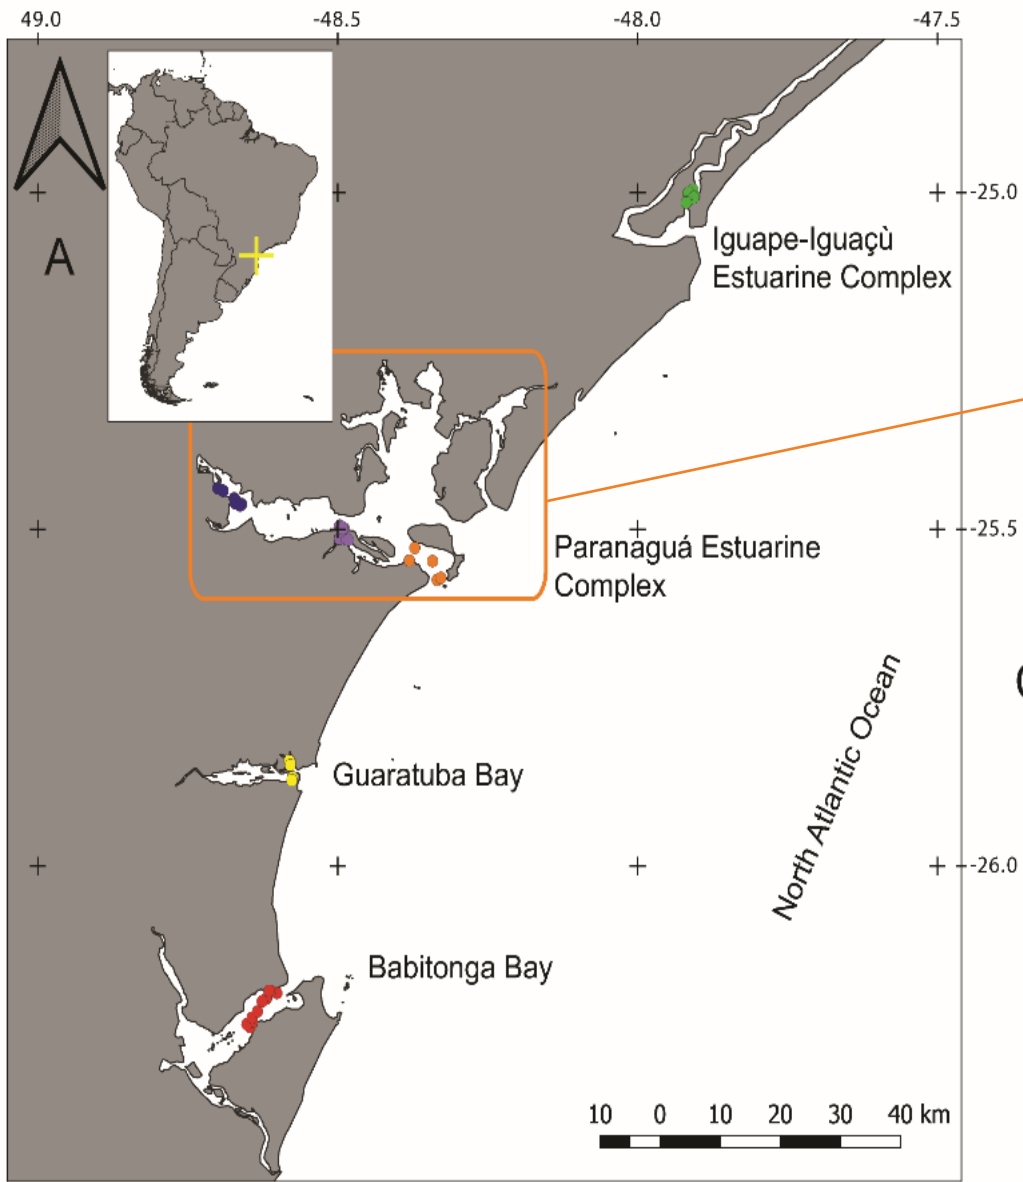 49.0 -48.5 -48.0 -47.5
-25.0
A
Iguape-Iguaçù
Estuarine Complex
-25.5
Paranaguá Estuarine
Complex
North Atlantic Ocean
Guaratuba Bay
-26.0
Babitonga Bay
10 0 10 20 30 40 km